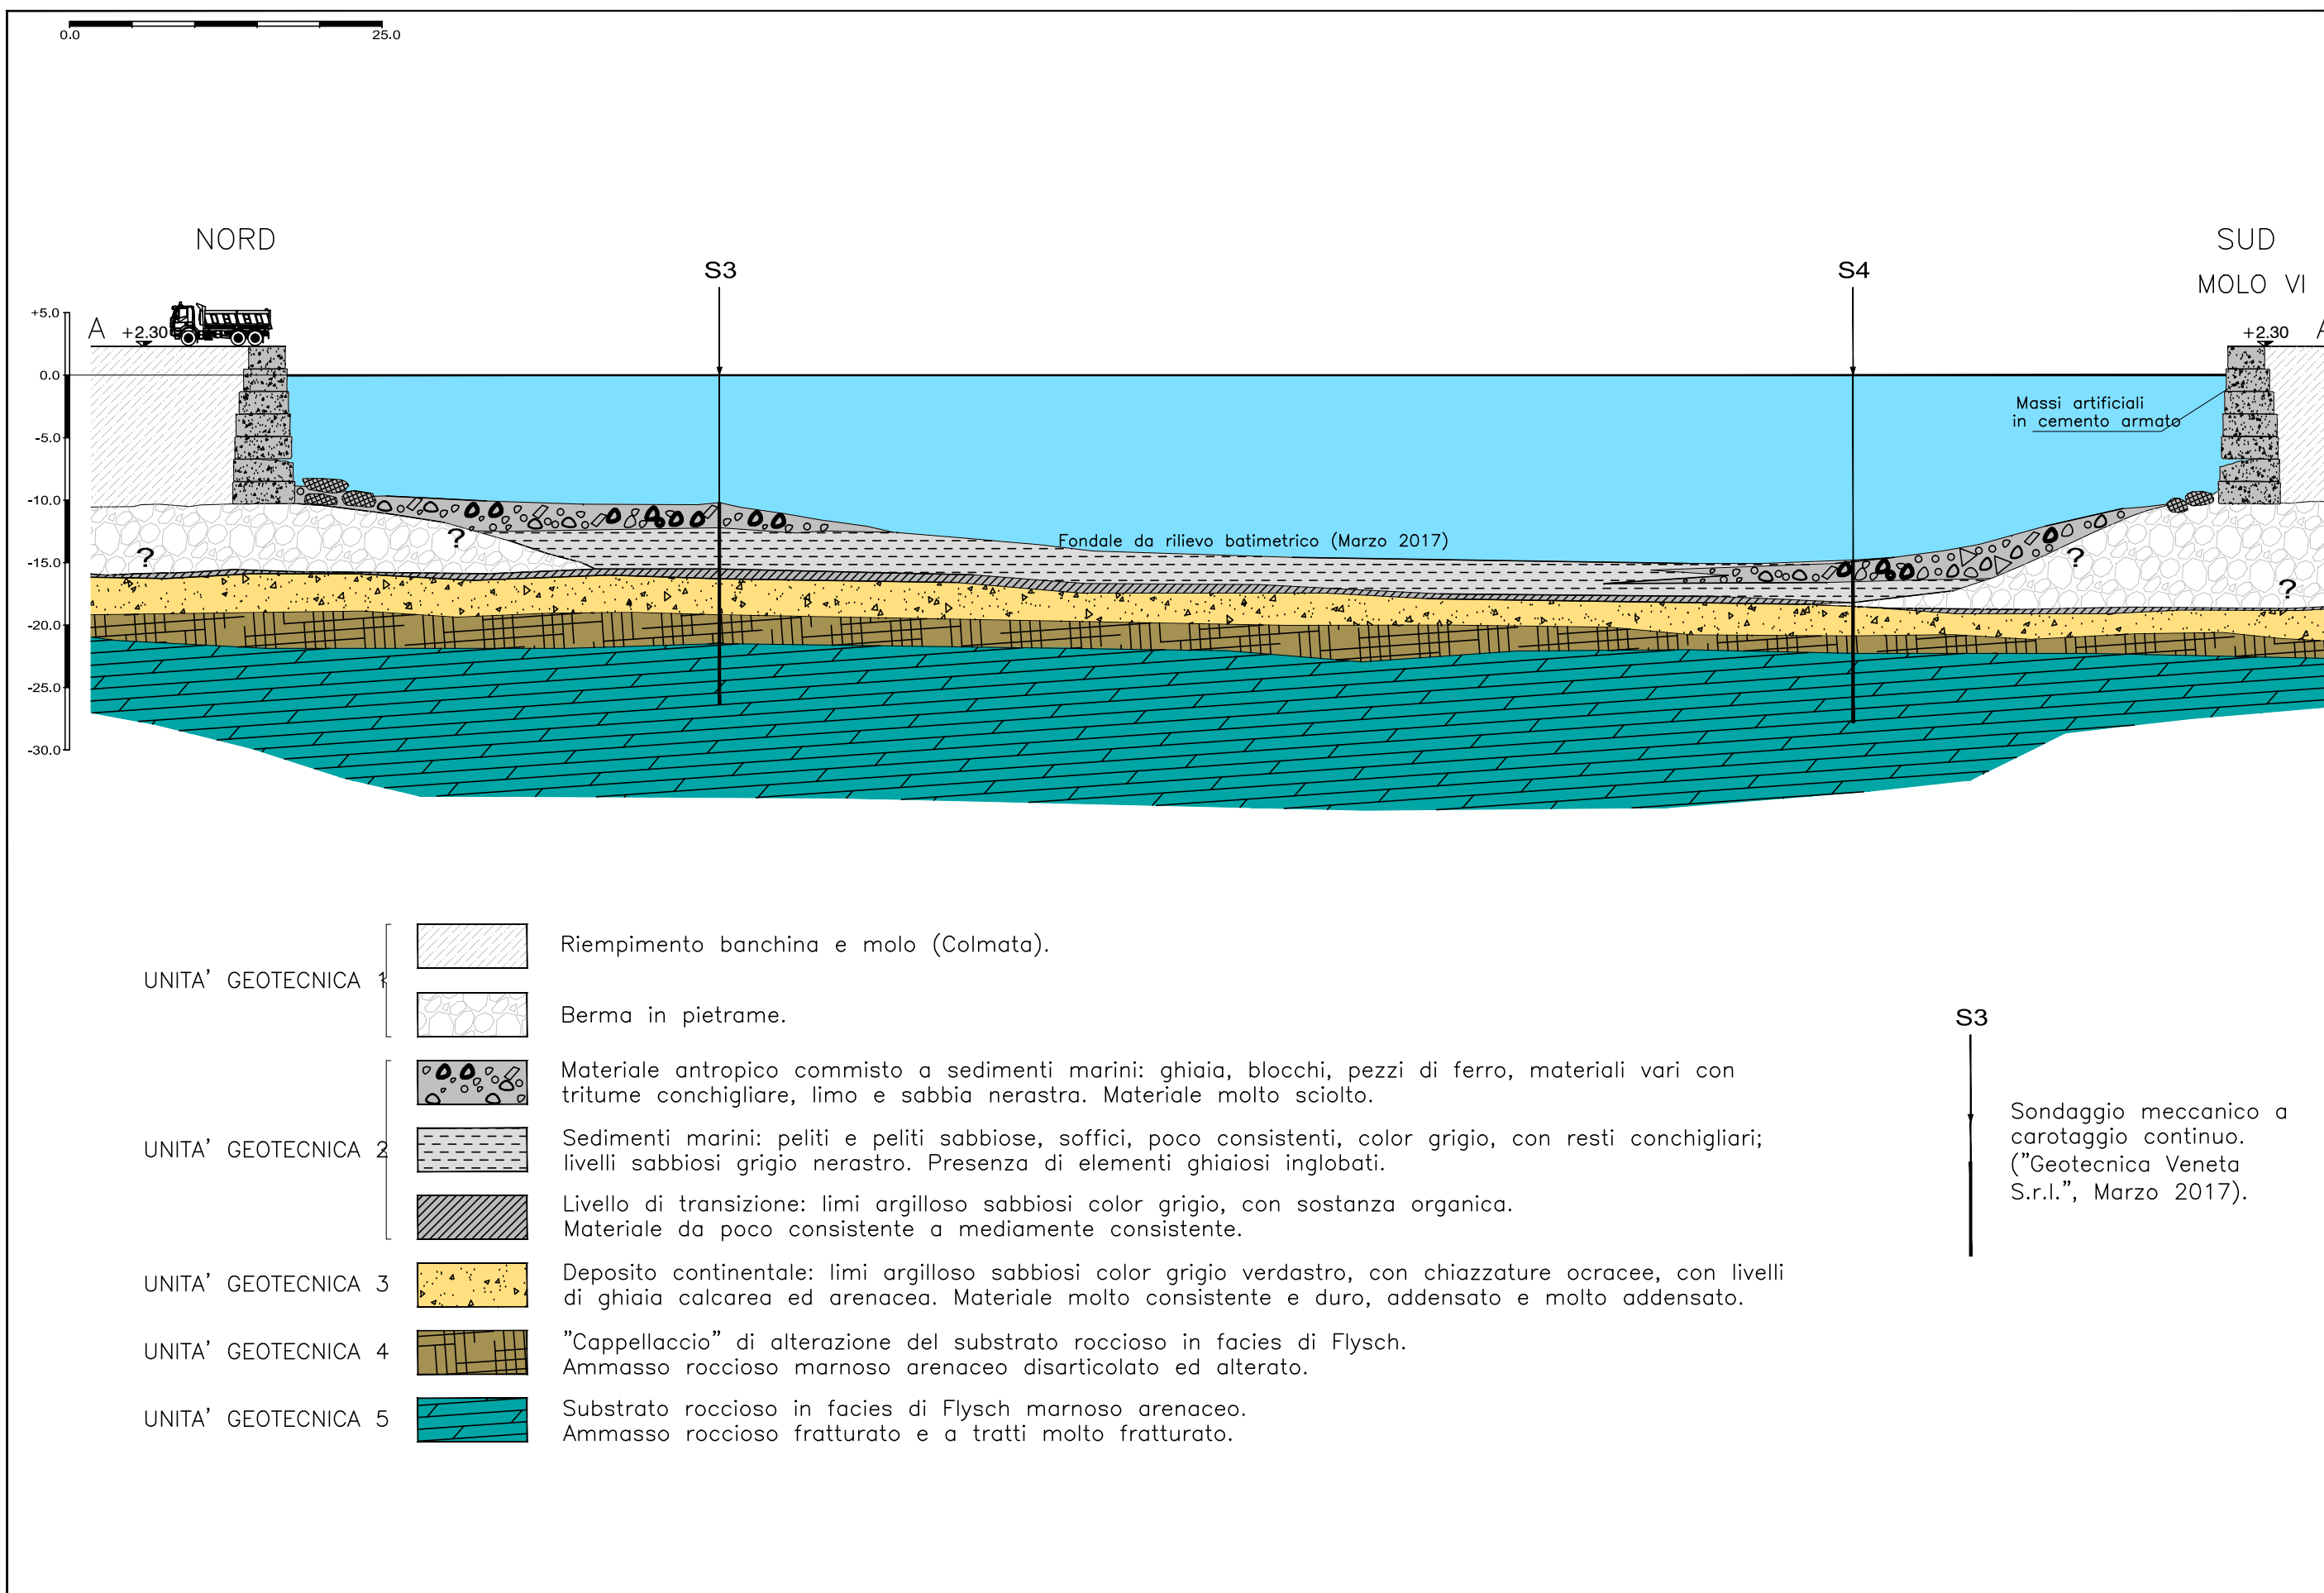 0.0 25.0
NORD SUD
S3 S4
MOLO VI
+5.0
A +2.30 +2.30
0.0
Massi artificiali
in cemento armato
-5.0
-10.0
Fondale da rilievo batimetrico (Marzo 2017)
? ? ? ?
-15.0
-20.0
-25.0
-30.0
UNITA' GEOTECNICA 1
Riempimento banchina e molo (Colmata).
Berma in pietrame.
UNITA' GEOTECNICA 2
Materiale antropico commisto a sedimenti marini: ghiaia, blocchi, pezzi di ferro, materiali vari con
tritume conchigliare, limo e sabbia nerastra. Materiale molto sciolto.
Sedimenti marini: peliti e peliti sabbiose, soffici, poco consistenti, color grigio, con resti conchigliari;
livelli sabbiosi grigio nerastro. Presenza di elementi ghiaiosi inglobati.
Livello di transizione: limi argilloso sabbiosi color grigio, con sostanza organica.
Materiale da poco consistente a mediamente consistente.
UNITA' GEOTECNICA 3
Deposito continentale: limi argilloso sabbiosi color grigio verdastro, con chiazzature ocracee, con livelli
di ghiaia calcarea ed arenacea. Materiale molto consistente e duro, addensato e molto addensato.
UNITA' GEOTECNICA 4
"Cappellaccio" di alterazione del substrato roccioso in facies di Flysch.
Ammasso roccioso marnoso arenaceo disarticolato ed alterato.
UNITA' GEOTECNICA 5
Substrato roccioso in facies di Flysch marnoso arenaceo.
Ammasso roccioso fratturato e a tratti molto fratturato.
S3
Sondaggio meccanico a
carotaggio continuo.
("Geotecnica Veneta
S.r.l.", Marzo 2017).